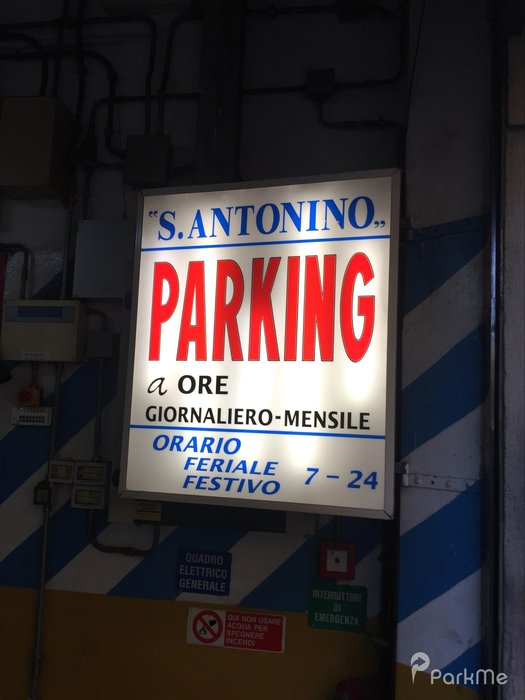 "S. ANTONINO„
PARKING
a ORE
GIORNALIERO-MENSILE
ORARIO
FERIALE
FESTIVO 7-24
QUADRO
ELETTRICO
GENERALE
INTERRUTTORE
DI
EMERGENZA
QUI NON USARE
ACQUA PER
SPEGNERE
INCENDI
ParkMe